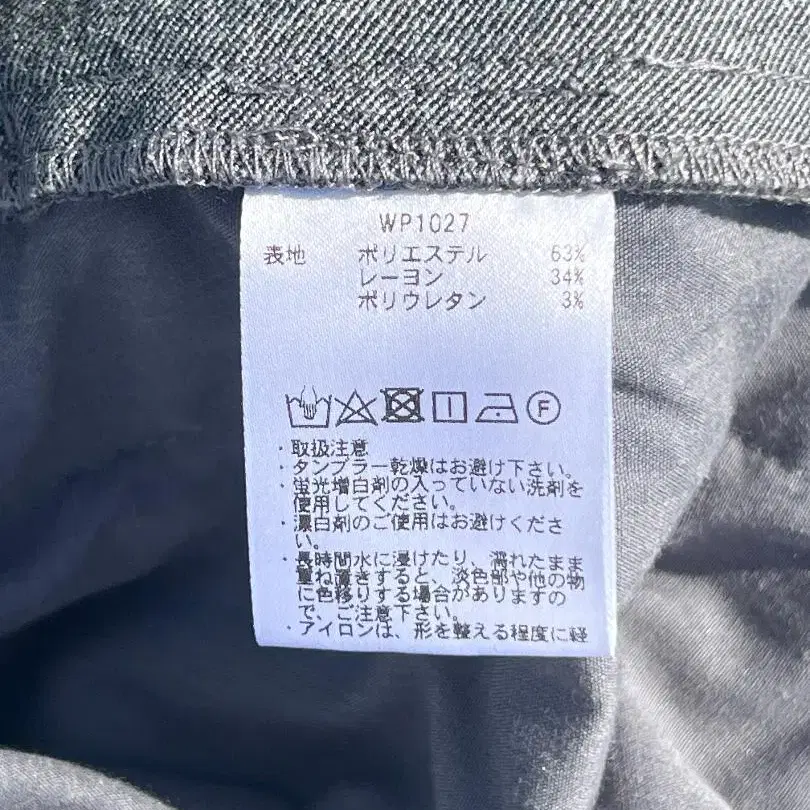 WP1027
表地 ポリエステル 63%
レーヨン 34%
ポリウレタン 3%
F
・取扱注意
・タンブラー乾燥はお避け下さい。
・蛍光増白剤の入っていない洗剤を
使用してください。
・漂白剤のご使用はお避けくださ
い。
・長時間水に浸けたり、濡れたまま
重ね置きすると、淡色部や他の物
に色移りする場合がありますの
で、ご注意下さい。
・アイロンは、形を整える程度に軽